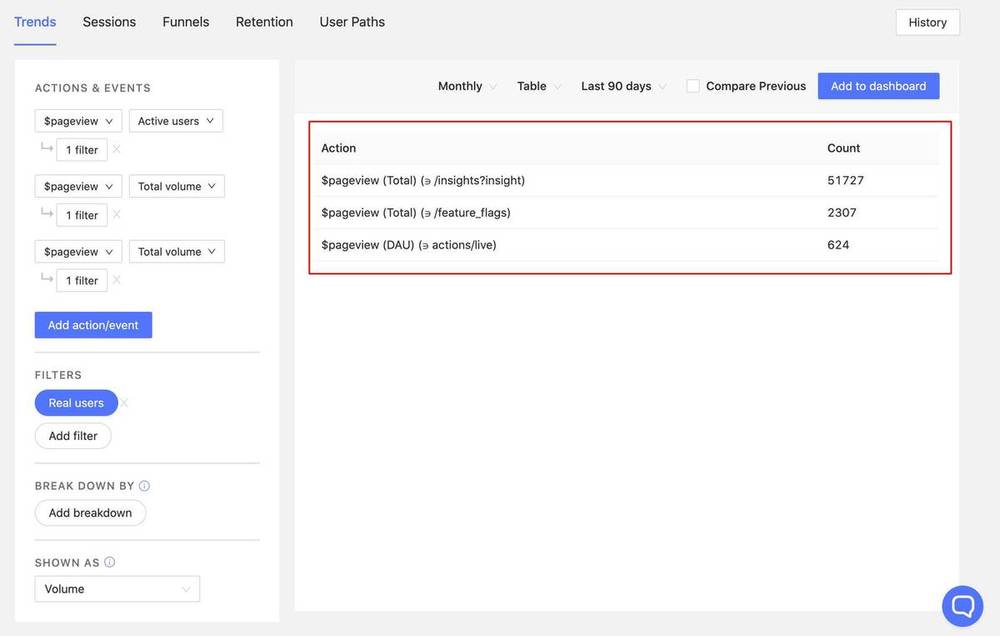 Trends Sessions Funnels Retention User Paths History
ACTIONS & EVENTS
$pageview Active users
1 filter
$pageview Total volume
1 filter
$pageview Total volume
1 filter
Add action/event
FILTERS
Real users
Add filter
BREAK DOWN BY
Add breakdown
SHOWN AS
Volume
Monthly Table Last 90 days Compare Previous Add to dashboard
Action Count
$pageview (Total) (∋ /insights?insight) 51727
$pageview (Total) (∋ /feature_flags) 2307
$pageview (DAU) (∋ actions/live) 624